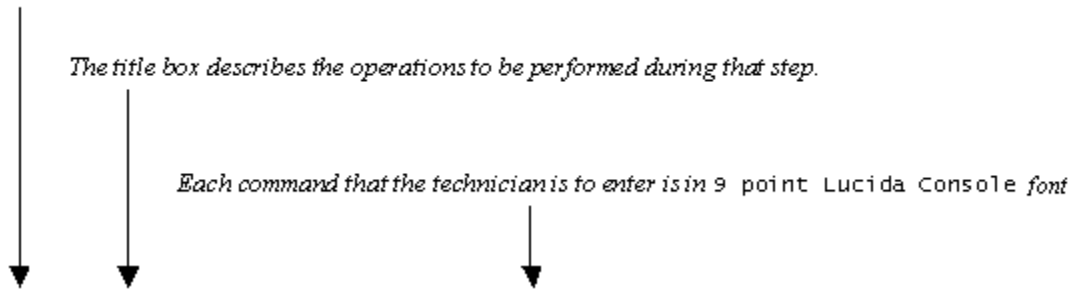 The title box describes the operations to be performed during that step.
Each command that the technician is to enter is in 9 point Lucida Console font